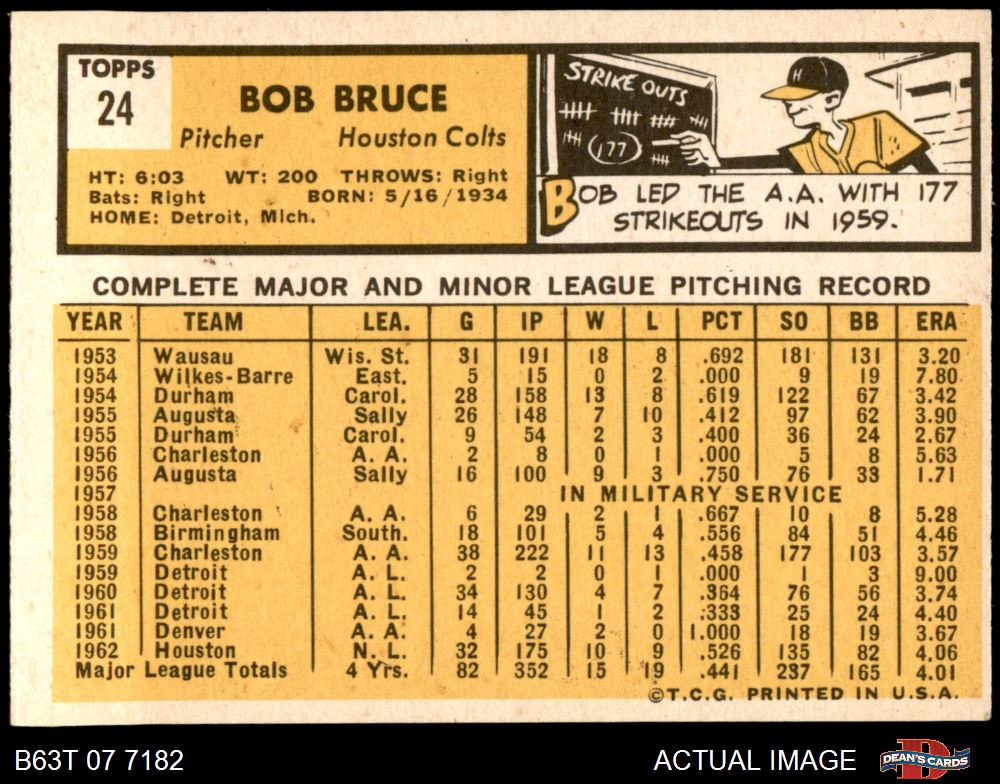 TOPPS
24
BOB BRUCE
Pitcher Houston Colts
HT: 6:03 WT: 200 THROWS: Right
Bats: Right BORN: 5/16/1934
HOME: Detroit, Mich.
STRIKE OUTS
177
H
BOB LED THE A.A. WITH 177
STRIKEOUTS IN 1959.
COMPLETE MAJOR AND MINOR LEAGUE PITCHING RECORD
YEAR TEAM LEA. G IP W L PCT SO BB ERA
1953 Wausau Wis. St. 31 191 18 8 .692 181 131 3.20
1954 Wilkes-Barre East. 5 15 0 2 .000 9 19 7.80
1954 Durham Carol. 28 158 13 8 .619 122 67 3.42
1955 Augusta Sally 26 148 7 10 .412 97 62 3.90
1955 Durham Carol. 9 54 2 3 .400 36 24 2.67
1956 Charleston A. A. 2 8 0 1 .000 5 8 5.63
1956 Augusta Sally 16 100 9 3 .750 76 33 1.71
1957 IN MILITARY SERVICE
1958 Charleston A. A. 6 29 2 1 .667 10 8 5.28
1958 Birmingham South. 18 101 5 4 .556 84 51 4.46
1959 Charleston A. A. 38 222 11 13 .458 177 103 3.57
1959 Detroit A. L. 2 2 0 1 .000 1 3 9.00
1960 Detroit A. L. 34 130 4 7 .364 76 56 3.74
1961 Detroit A. L. 14 45 1 2 .333 25 24 4.40
1961 Denver A. A. 4 27 2 0 1.000 18 19 3.67
1962 Houston N. L. 32 175 10 9 .526 135 82 4.06
Major League Totals 4 Yrs. 82 352 15 19 .441 237 165 4.01
©T.C.G. PRINTED IN U.S.A.
B63T 07 7182 ACTUAL IMAGE DEAN'S CARDS